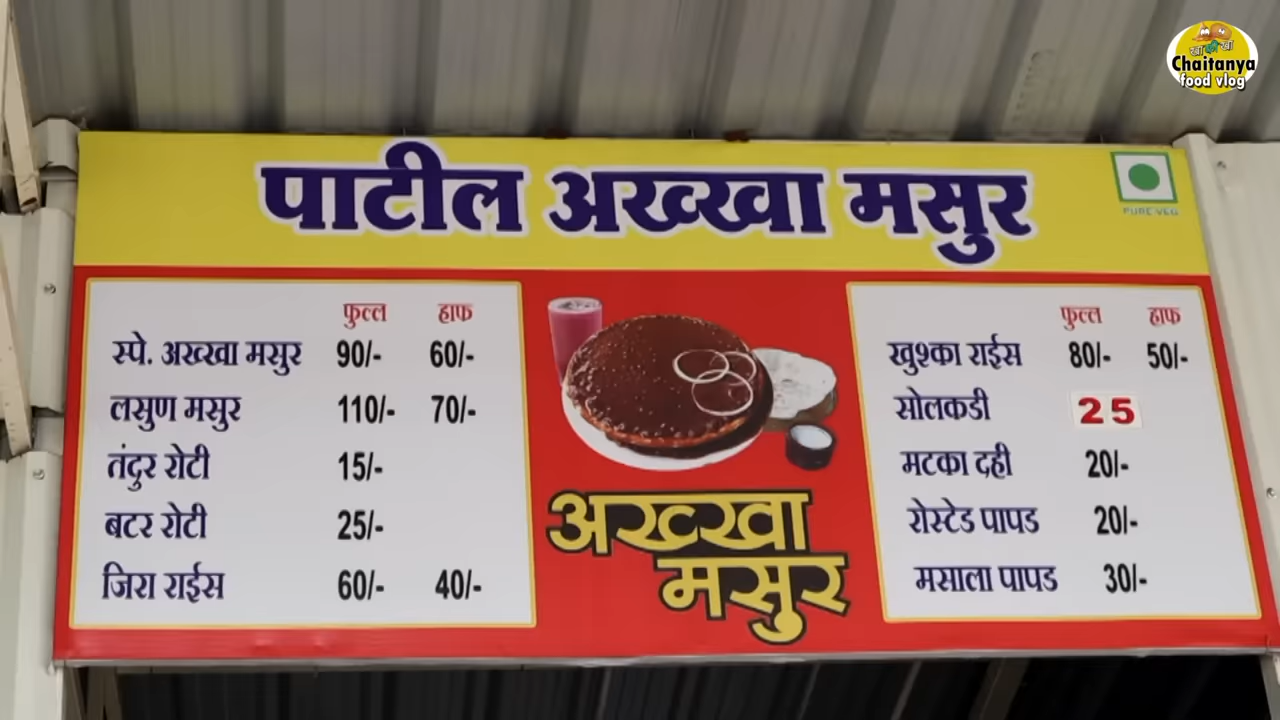 खा की खा
Chaitanya
food vlog
पाटील अख्खा मसुर
PURE VEG
फुल्ल हाफ
स्पे. अख्खा मसुर 90/- 60/-
लसुण मसुर 110/- 70/-
तंदुर रोटी 15/-
बटर रोटी 25/-
जिरा राईस 60/- 40/-
अख्खा
मसुर
फुल्ल हाफ
खुश्का राईस 80/- 50/-
सोलकडी 25
मटका दही 20/-
रोस्टेड पापड 20/-
मसाला पापड 30/-